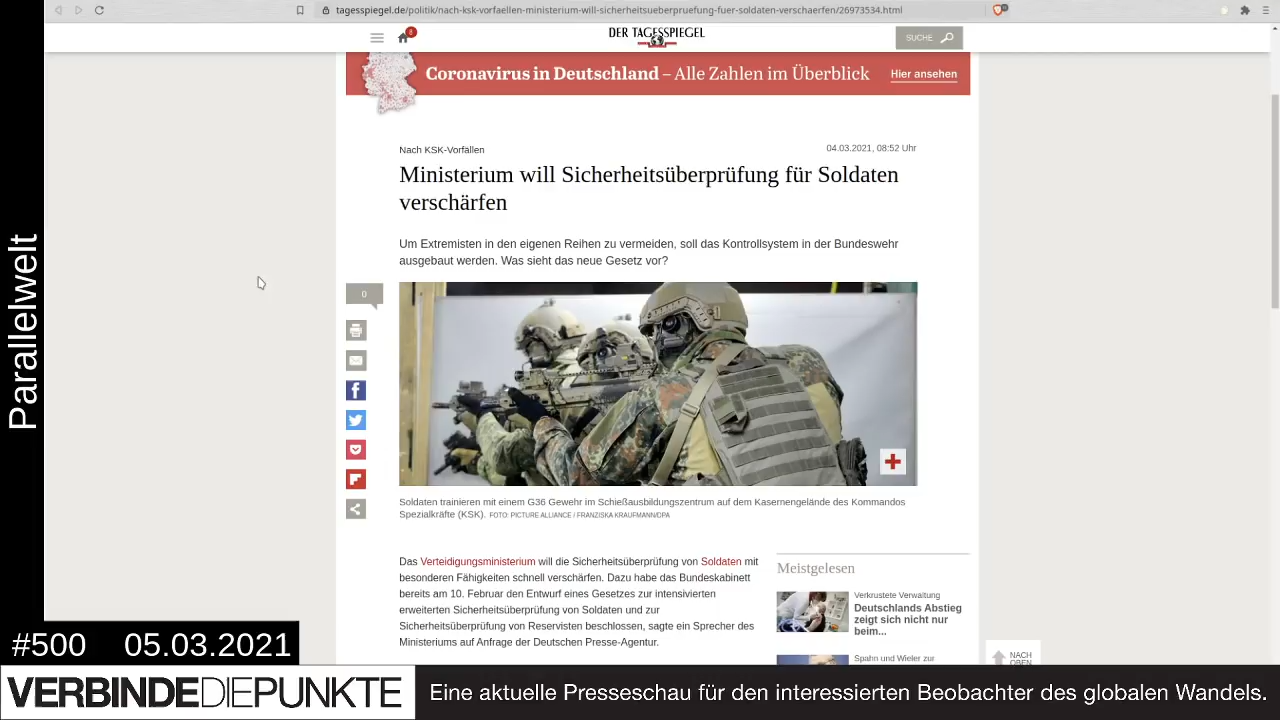 tagesspiegel.de/politik/nach-ksk-vorfaellen-ministerium-will-sicherheitsueberpruefung-fuer-soldaten-verschaerfen/26973534.html
4
DER TAGESSPIEGEL
SUCHE
Coronavirus in Deutschland – Alle Zahlen im Überblick
Hier ansehen
Nach KSK-Vorfällen
04.03.2021, 08:52 Uhr
Ministerium will Sicherheitsüberprüfung für Soldaten
verschärfen
Um Extremisten in den eigenen Reihen zu vermeiden, soll das Kontrollsystem in der Bundeswehr
ausgebaut werden. Was sieht das neue Gesetz vor?
0
Soldaten trainieren mit einem G36 Gewehr im Schießausbildungszentrum auf dem Kasernengelände des Kommandos
Spezialkräfte (KSK). FOTO: PICTURE ALLIANCE / FRANZISKA KRAUFMANN/DPA
Das Verteidigungsministerium will die Sicherheitsüberprüfung von Soldaten mit
besonderen Fähigkeiten schnell verschärfen. Dazu habe das Bundeskabinett
bereits am 10. Februar den Entwurf eines Gesetzes zur intensivierten
erweiterten Sicherheitsüberprüfung von Soldaten und zur
Sicherheitsüberprüfung von Reservisten beschlossen, sagte ein Sprecher des
Ministeriums auf Anfrage der Deutschen Presse-Agentur.
Meistgelesen
Verkrustete Verwaltung
Deutschlands Abstieg
zeigt sich nicht nur
beim...
Spahn und Wieler zur
NACH
OBEN
Parallelwelt
#500 05.03.2021
VERBINDEDIEPUNKTE
Eine aktuelle Presseschau für den interessierten Beobachter des globalen Wandels.